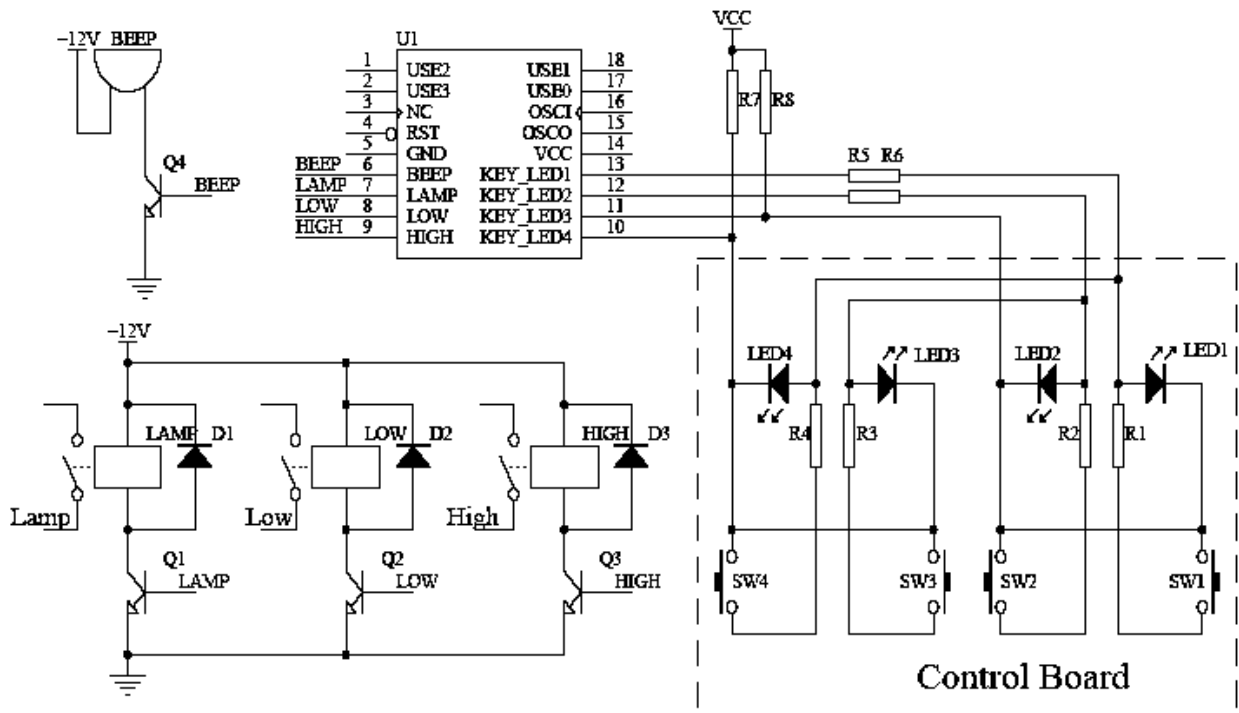 -12V BEEP
Q4
BEEP
U1
1 USE2 USE1 18
2 USE3 USE0 17
3 NC OSCI 16
4 RST OSCO 15
5 GND VCC 14
BEEP 6 BEEP KEY_LED1 13
LAMP 7 LAMP KEY_LED2 12
LOW 8 LOW KEY_LED3 11
HIGH 9 HIGH KEY_LED4 10
VCC
R7 R8
R5 R6
-12V
LAMP D1 LOW D2 HIGH D3
Lamp Low High
Q1 Q2 Q3
LAMP LOW HIGH
LED4 LED3 LED2 LED1
R4 R3 R2 R1
SW4 SW3 SW2 SW1
Control Board